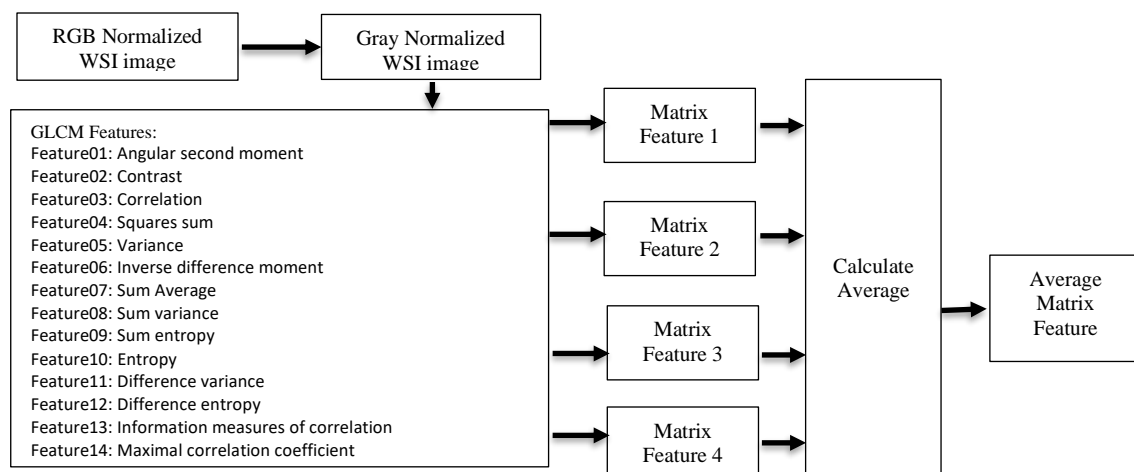 RGB Normalized
WSI image
Gray Normalized
WSI image
GLCM Features:
Feature01: Angular second moment
Feature02: Contrast
Feature03: Correlation
Feature04: Squares sum
Feature05: Variance
Feature06: Inverse difference moment
Feature07: Sum Average
Feature08: Sum variance
Feature09: Sum entropy
Feature10: Entropy
Feature11: Difference variance
Feature12: Difference entropy
Feature13: Information measures of correlation
Feature14: Maximal correlation coefficient
Matrix
Feature 1
Matrix
Feature 2
Matrix
Feature 3
Matrix
Feature 4
Calculate
Average
Average
Matrix
Feature